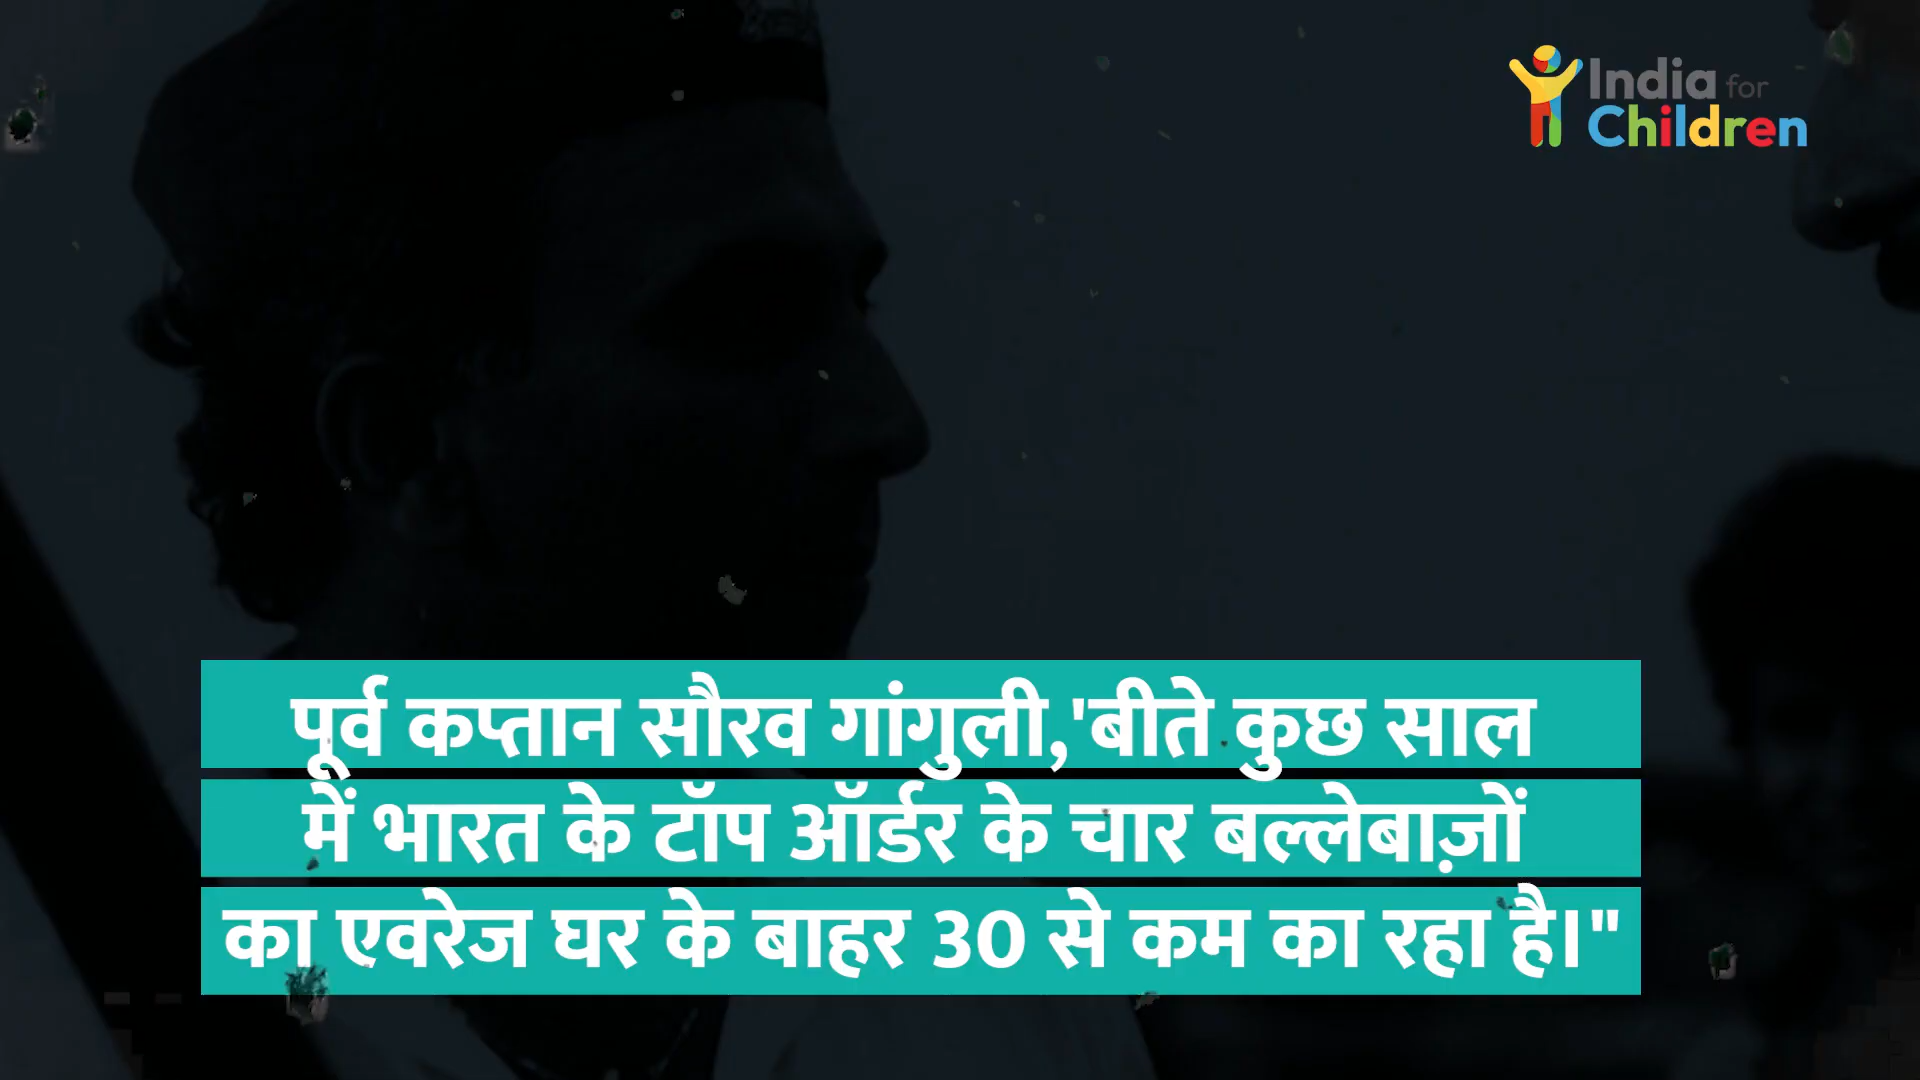 India for
Children
पूर्व कप्तान सौरव गांगुली,'बीते कुछ साल
में भारत के टॉप ऑर्डर के चार बल्लेबाज़ों
का एवरेज घर के बाहर 30 से कम का रहा है।"